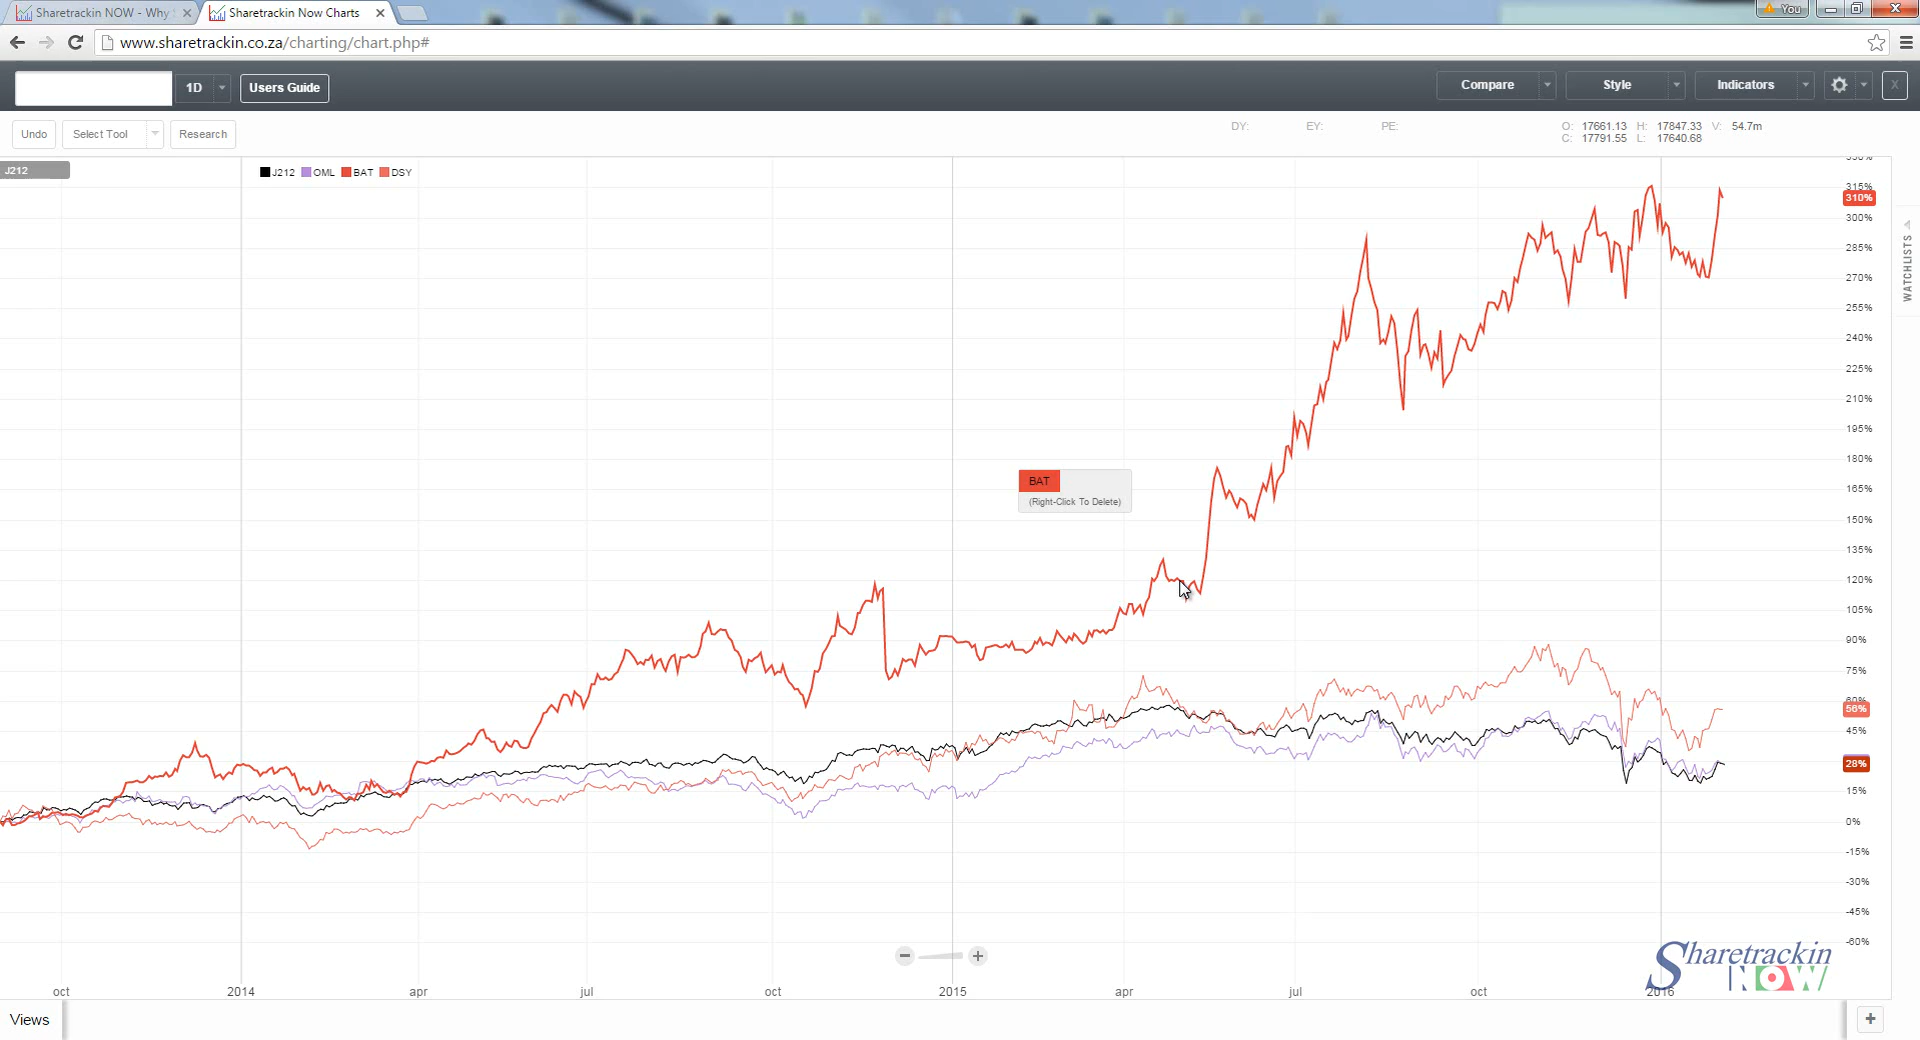 Sharetrackin NOW - Why
Sharetrackin Now Charts
You
www.sharetrackin.co.za/charting/chart.php#
1D
Users Guide
Compare
Style
Indicators
X
Undo
Select Tool
Research
DY: EY: PE:
O: 17661.13 H: 17847.33 V: 54.7m
C: 17791.55 L: 17640.68
J212
J212 OML BAT DSY
330%
315%
310%
300%
285%
270%
255%
240%
225%
210%
195%
180%
165%
150%
135%
120%
105%
90%
75%
60%
56%
45%
28%
15%
0%
-15%
-30%
-45%
-60%
WATCHLISTS
BAT
(Right-Click To Delete)
Sharetrackin
NOW
oct 2014 apr jul oct 2015 apr jul oct 2016
Views